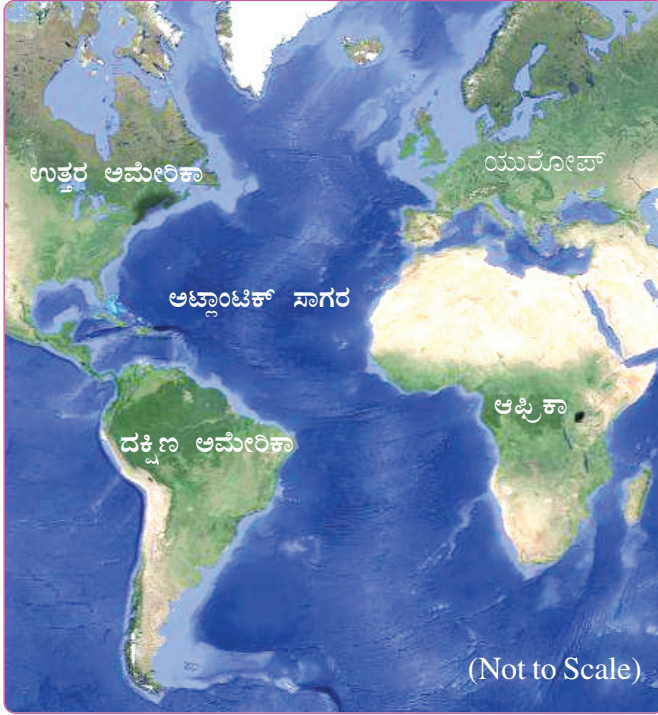 ಉತ್ತರ ಅಮೇರಿಕಾ
ಯುರೋಪ್
ಅಟ್ಲಾಂಟಿಕ್ ಸಾಗರ
ಆಫ್ರಿಕಾ
ದಕ್ಷಿಣ ಅಮೇರಿಕಾ
(Not to Scale)